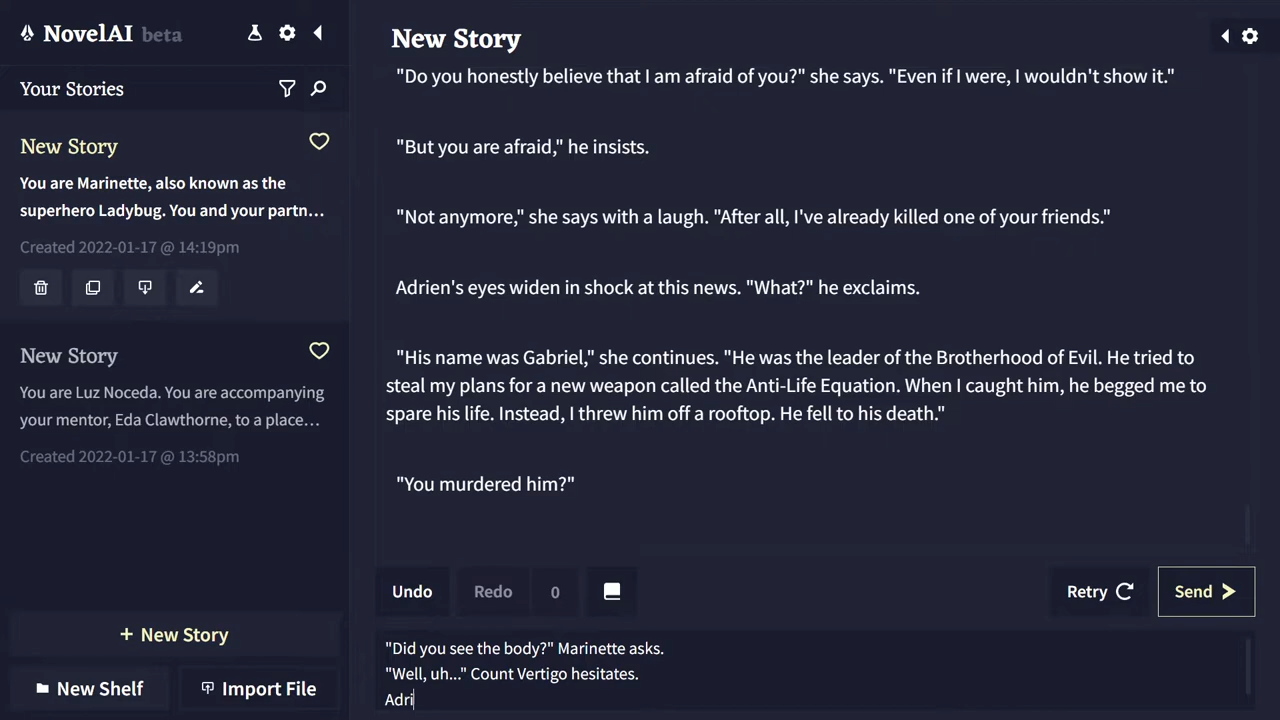 NovelAI beta
Your Stories
New Story
You are Marinette, also known as the
superhero Ladybug. You and your partn...
Created 2022-01-17 @ 14:19pm
New Story
You are Luz Noceda. You are accompanying
your mentor, Eda Clawthorne, to a place...
Created 2022-01-17 @ 13:58pm
+ New Story
New Shelf
Import File
New Story
"Do you honestly believe that I am afraid of you?" she says. "Even if I were, I wouldn't show it."
"But you are afraid," he insists.
"Not anymore," she says with a laugh. "After all, I've already killed one of your friends."
Adrien's eyes widen in shock at this news. "What?" he exclaims.
"His name was Gabriel," she continues. "He was the leader of the Brotherhood of Evil. He tried to
steal my plans for a new weapon called the Anti-Life Equation. When I caught him, he begged me to
spare his life. Instead, I threw him off a rooftop. He fell to his death."
"You murdered him?"
Undo
Redo
0
Retry
Send
"Did you see the body?" Marinette asks.
"Well, uh..." Count Vertigo hesitates.
Adri